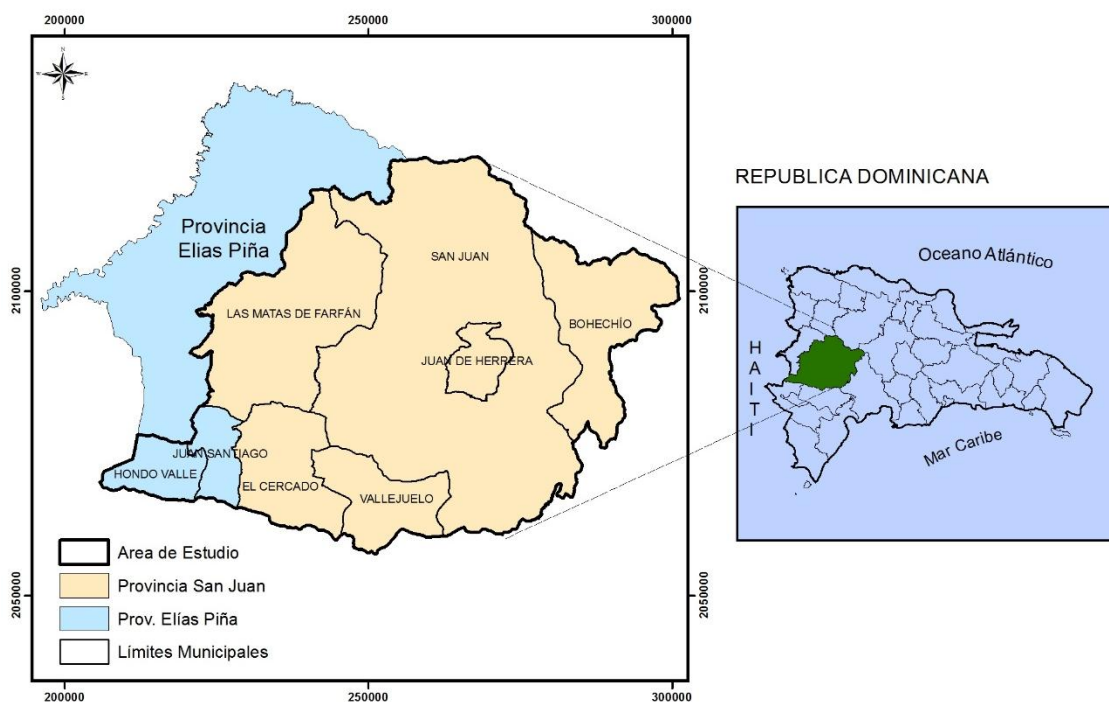 200000
250000
300000
N
W
E
S
2100000
2100000
2050000
2050000
Provincia
Elias Piña
SAN JUAN
LAS MATAS DE FARFÁN
BOHECHÍO
JUAN DE HERRERA
JUAN SANTIAGO
HONDO VALLE
EL CERCADO
VALLEJUELO
Area de Estudio
Provincia San Juan
Prov. Elías Piña
Límites Municipales
200000
250000
300000
REPUBLICA DOMINICANA
Oceano Atlántico
HAITI
Mar Caribe